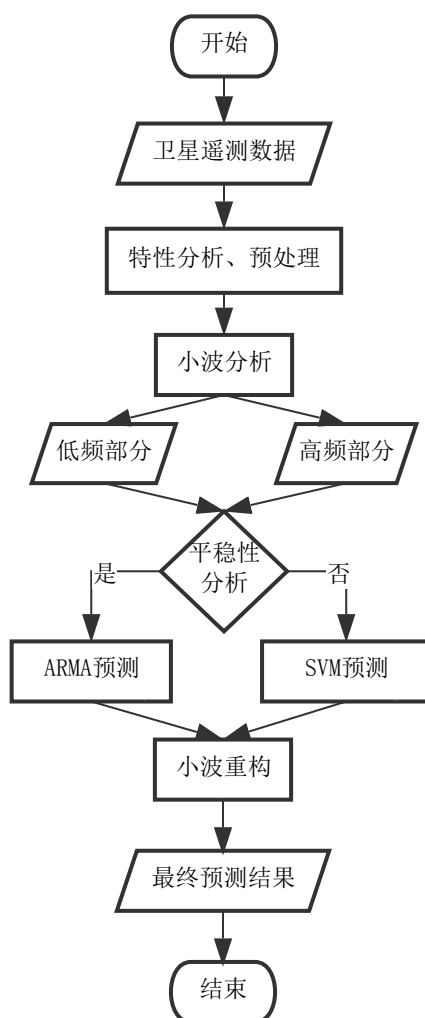 开始
卫星遥测数据
特性分析、预处理
小波分析
低频部分
高频部分
平稳性
分析
是
否
ARMA预测
SVM预测
小波重构
最终预测结果
结束